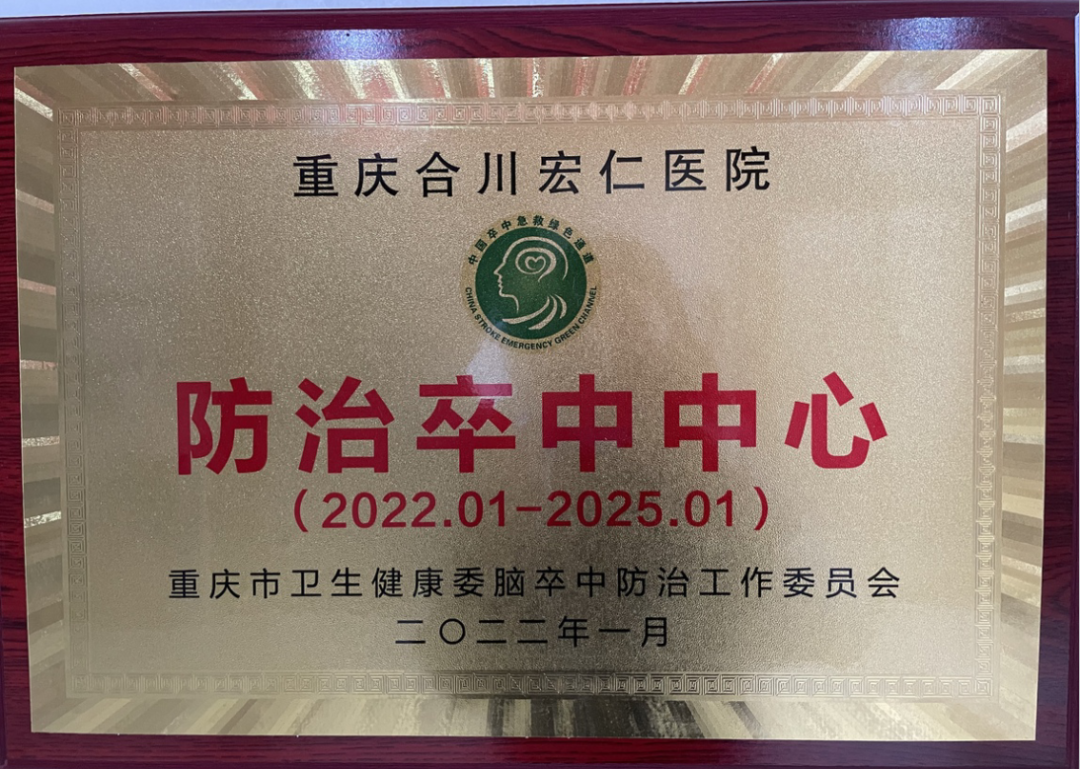 重庆合川宏仁医院
中国卒中急救绿色通道
CHINA STROKE EMERGENCY GREEN CHANNEL
防治卒中中心
（2022.01-2025.01）
重庆市卫生健康委脑卒中防治工作委员会
二〇二二年一月